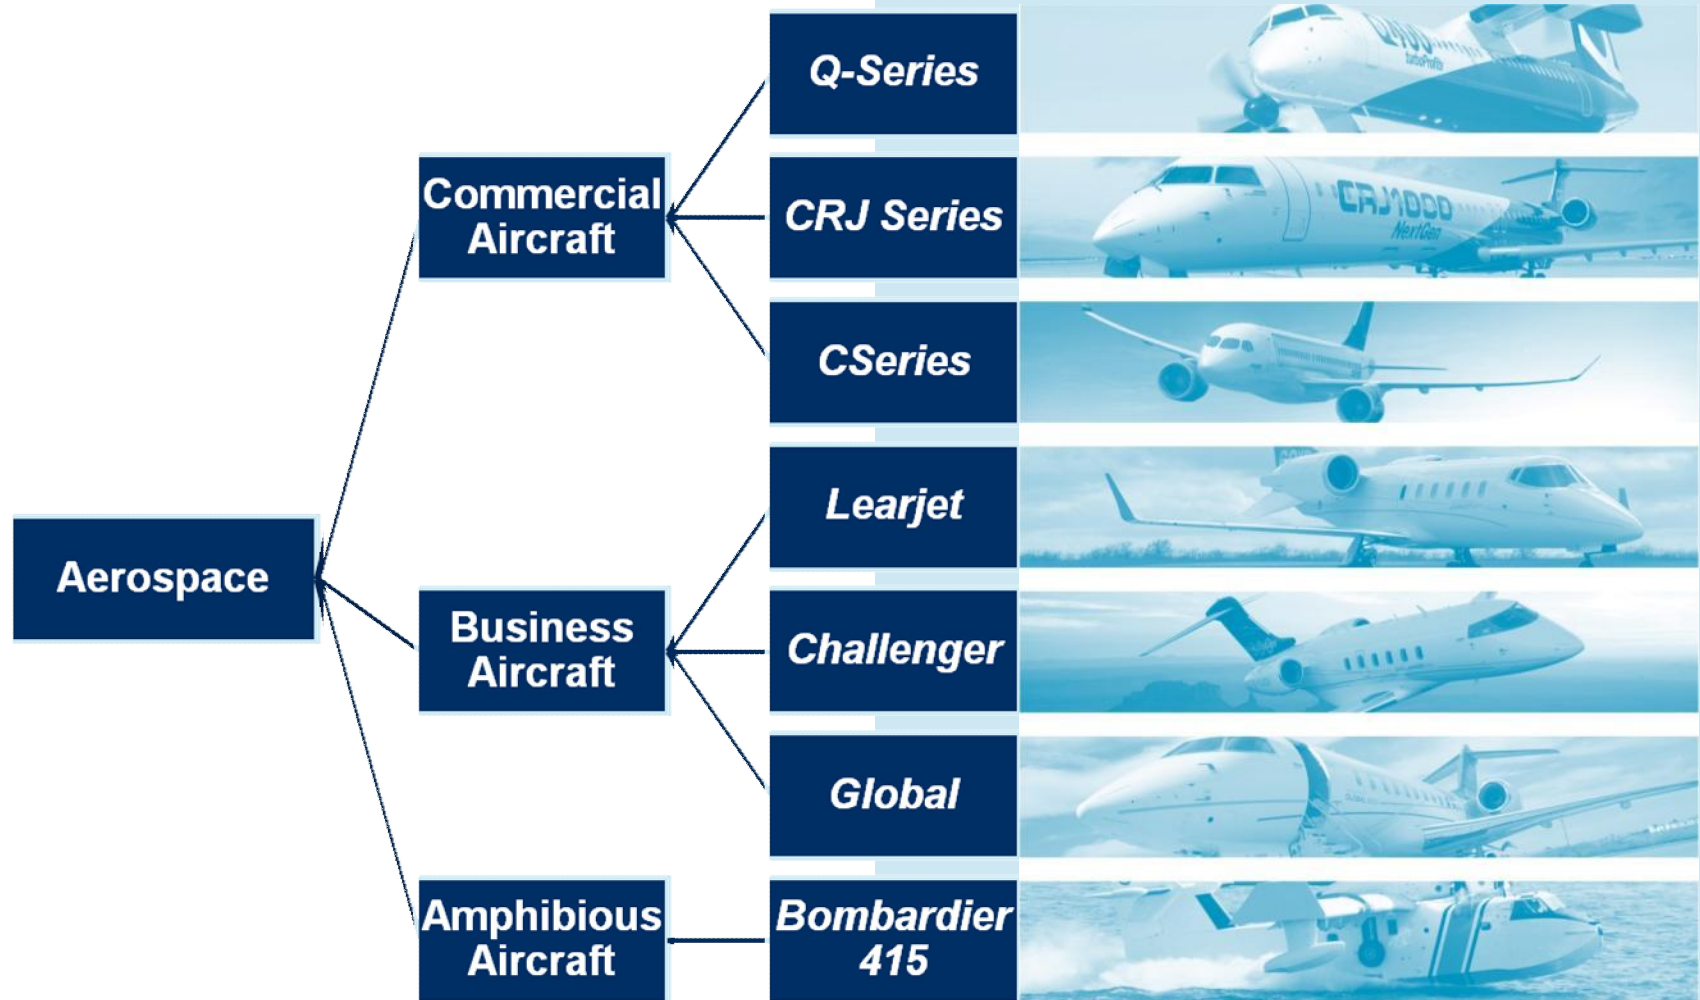 Q-Series
Q400
CRJ Series
CRJ1000
NextGen
Commercial
Aircraft
CSeries
Learjet
Aerospace
Business
Aircraft
Challenger
Global
Amphibious
Aircraft
Bombardier
415